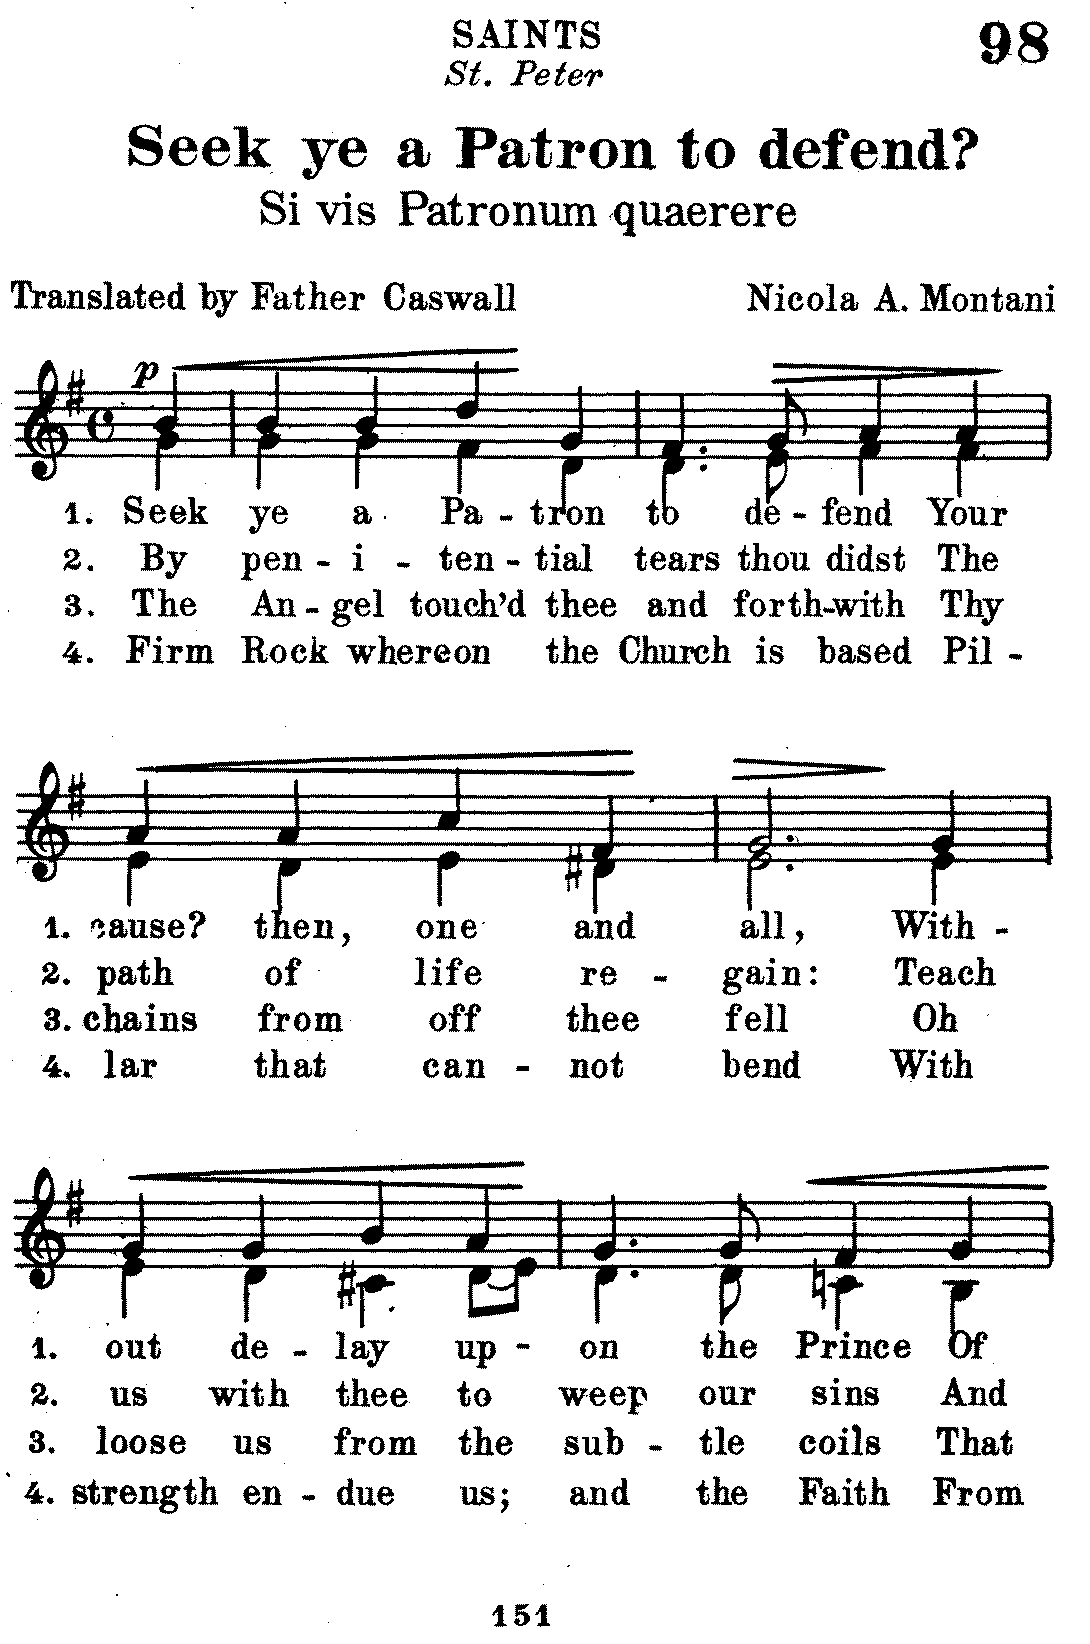 SAINTS
98
St. Peter
Seek ye a Patron to defend?
Si vis Patronum quaerere
Translated by Father Caswall
Nicola A. Montani
p
1. Seek ye a Pa - tron to de - fend Your
2. By pen - i - ten - tial tears thou didst The
3. The An - gel touch'd thee and forth-with Thy
4. Firm Rock whereon the Church is based Pil -
1. cause? then, one and all, With -
2. path of life re - gain: Teach
3. chains from off thee fell Oh
4. lar that can - not bend With
1. out de - lay up - on the Prince Of
2. us with thee to weep our sins And
3. loose us from the sub - tle coils That
4. strength en - due us; and the Faith From
151